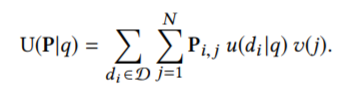 U(P|q) = ∑_{d_i∈𝒟} ∑_{j=1}^{N} P_{i,j} u(d_i|q) v(j).